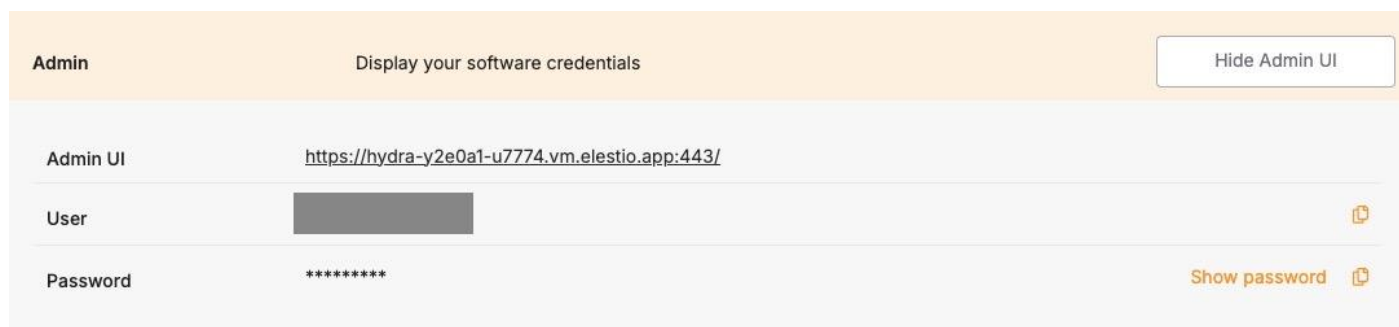 Admin Display your software credentials Hide Admin UI
Admin UI https://hydra-y2e0a1-u7774.vm.elestio.app:443/
User
Password ********* Show password